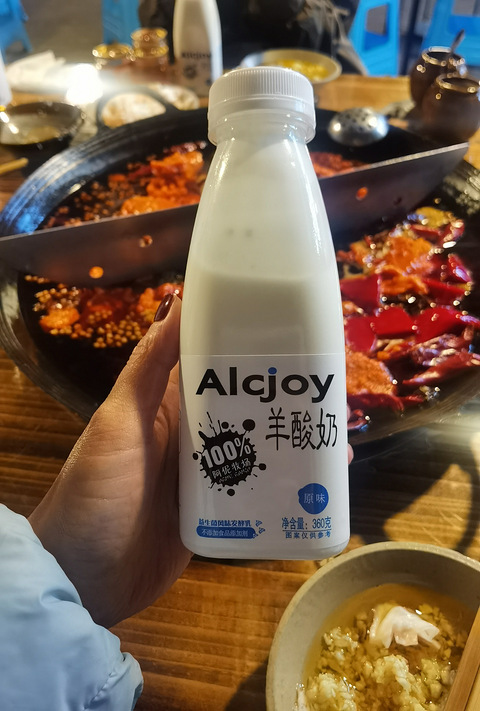 Alcjoy
Alcjoy
羊酸奶
100%
阿优牧场
原味
益生菌风味发酵乳
不添加食品添加剂
净含量：360克
图案仅供参考